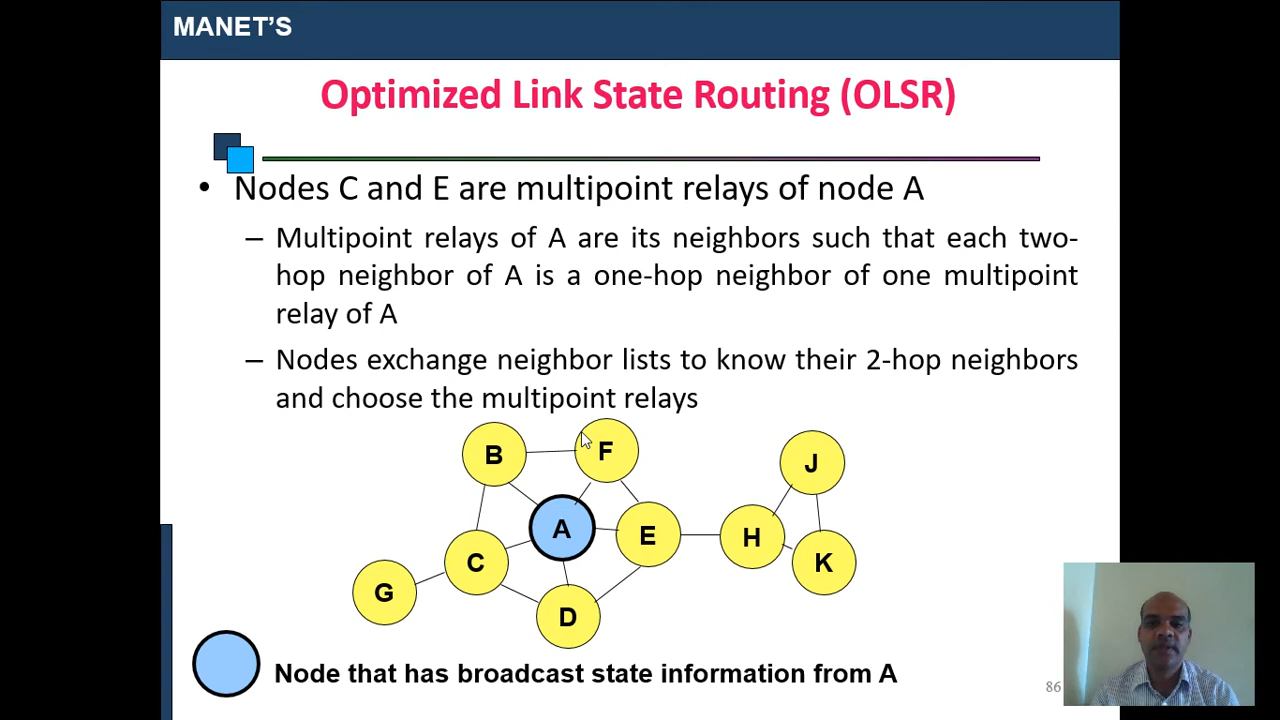 MANET'S
Optimized Link State Routing (OLSR)
• Nodes C and E are multipoint relays of node A
– Multipoint relays of A are its neighbors such that each two-
hop neighbor of A is a one-hop neighbor of one multipoint
relay of A
– Nodes exchange neighbor lists to know their 2-hop neighbors
and choose the multipoint relays
B
F
J
A
E
H
C
K
G
D
Node that has broadcast state information from A
86